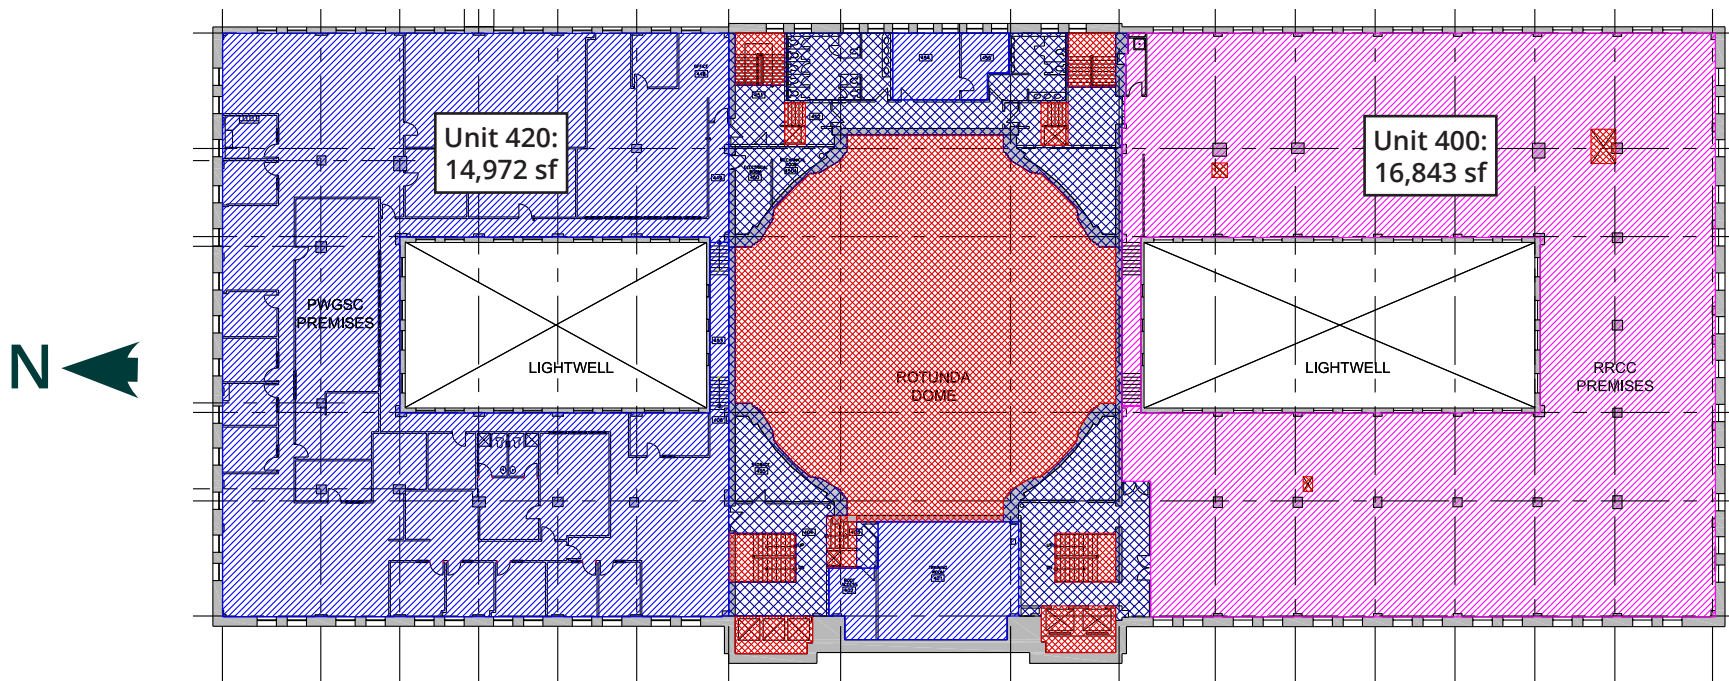 Unit 420:
14,972 sf
Unit 400:
16,843 sf
PWGSC
PREMISES
N
LIGHTWELL
ROTUNDA
DOME
LIGHTWELL
RRCC
PREMISES